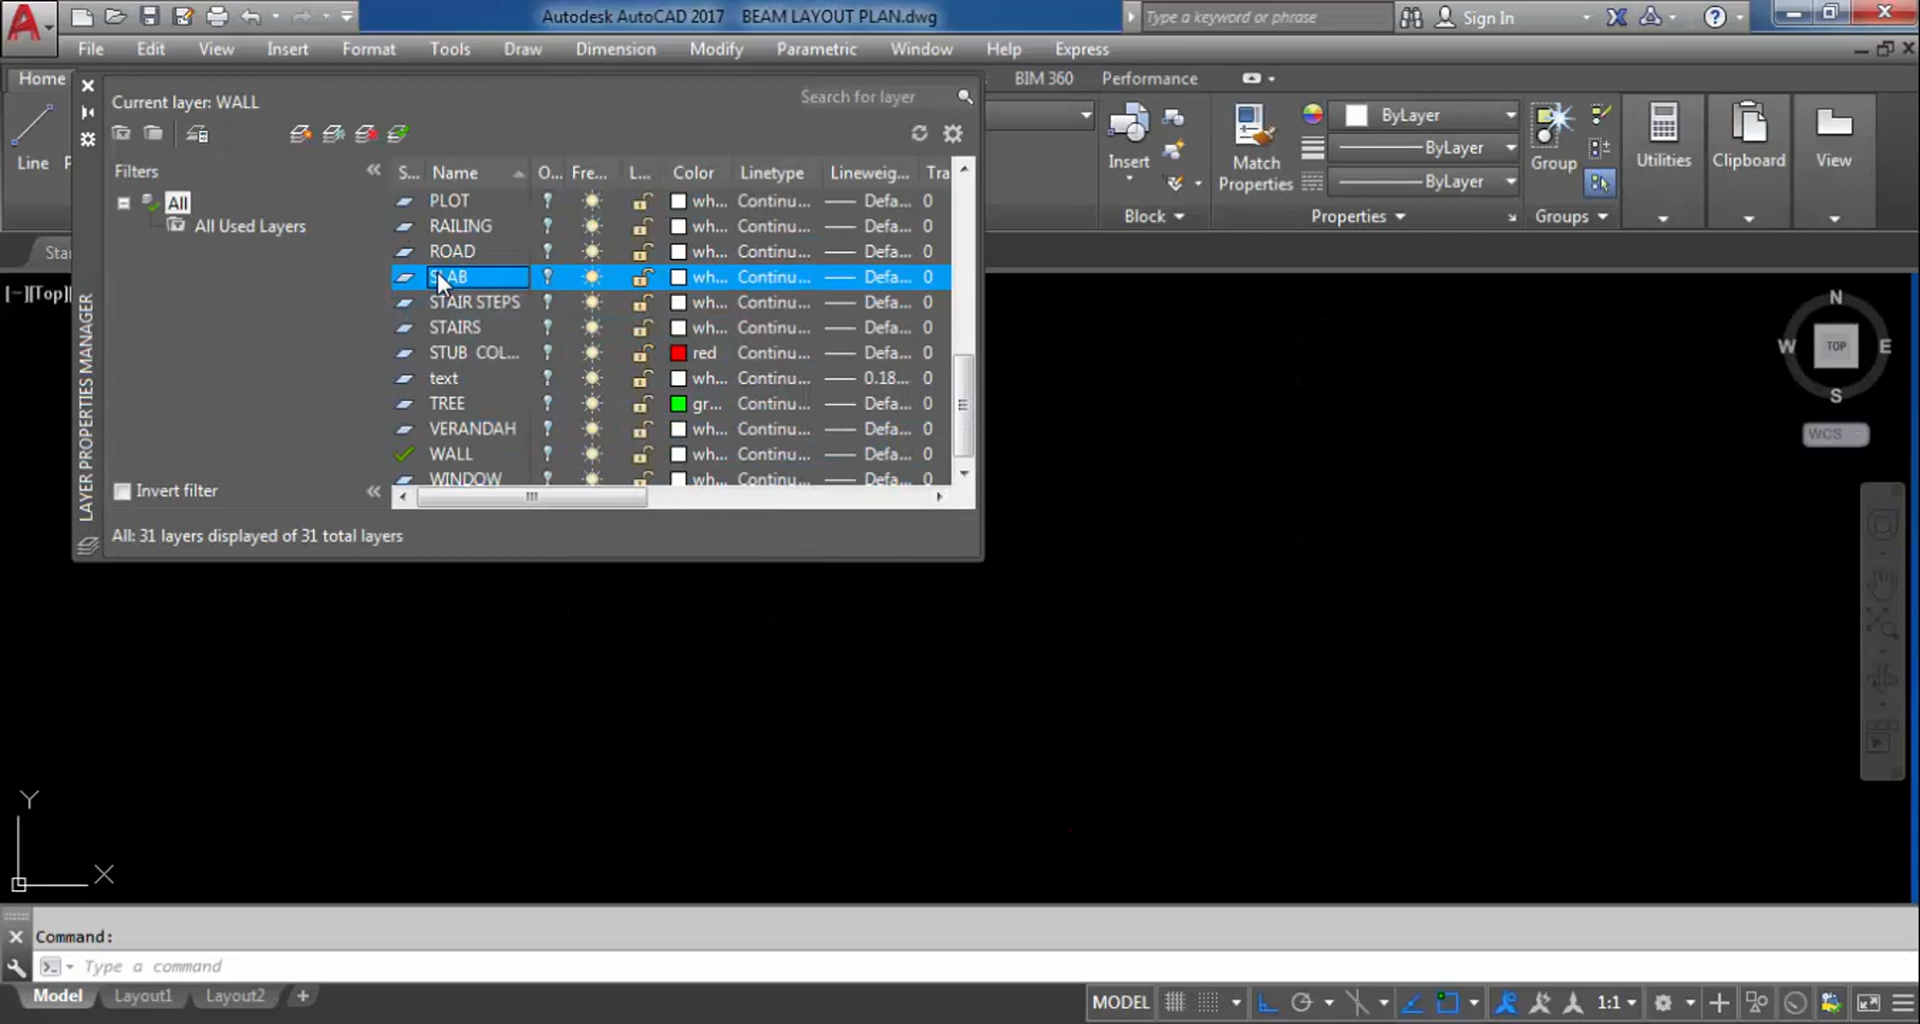 Autodesk AutoCAD 2017 BEAM LAYOUT PLAN.dwg
Type a keyword or phrase
Sign In
File Edit View Insert Format Tools Draw Dimension Modify Parametric Window Help Express
Home
BIM 360 Performance
Line
Insert
Match Properties
ByLayer
ByLayer
ByLayer
Group
Utilities
Clipboard
View
Block
Properties
Groups
Star
[−][Top]
LAYER PROPERTIES MANAGER
Current layer: WALL
Search for layer
Filters
All
All Used Layers
Invert filter
S... Name O... Fre... L... Color Linetype Lineweig... Tra
PLOT wh... Continu... Defa... 0
RAILING wh... Continu... Defa... 0
ROAD wh... Continu... Defa... 0
SLAB wh... Continu... Defa... 0
STAIR STEPS wh... Continu... Defa... 0
STAIRS wh... Continu... Defa... 0
STUB COL... red Continu... Defa... 0
text wh... Continu... 0.18... 0
TREE gr... Continu... Defa... 0
VERANDAH wh... Continu... Defa... 0
WALL wh... Continu... Defa... 0
WINDOW wh... Continu... Defa... 0
All: 31 layers displayed of 31 total layers
N
W TOP E
S
WCS
Y
X
Command:
Type a command
Model Layout1 Layout2 +
MODEL 1:1